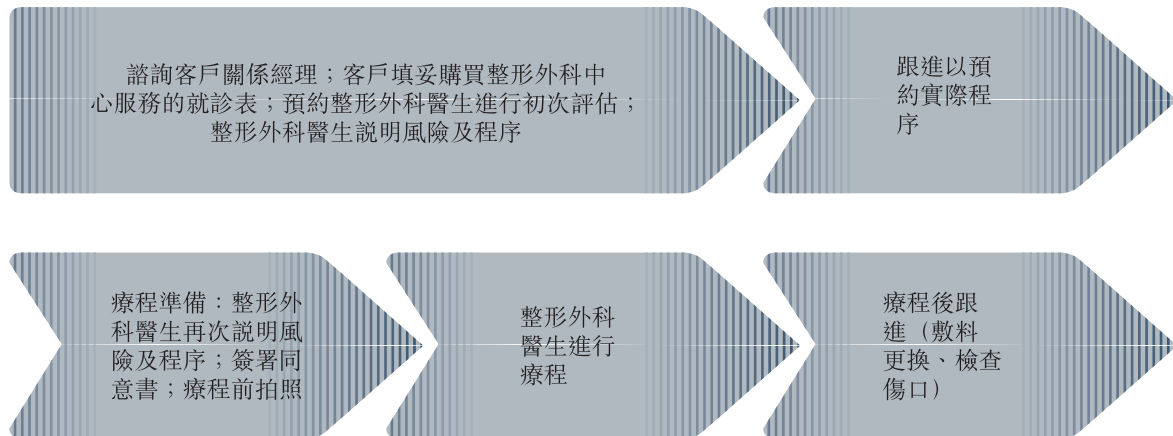 諮詢客戶關係經理；客戶填妥購買整形外科中
心服務的就診表；預約整形外科醫生進行初次評估；
整形外科醫生說明風險及程序
跟進以預
約實際程
序
療程準備：整形外
科醫生再次說明風
險及程序；簽署同
意書；療程前拍照
整形外科
醫生進行
療程
療程後跟
進（敷料
更換、檢查
傷口）